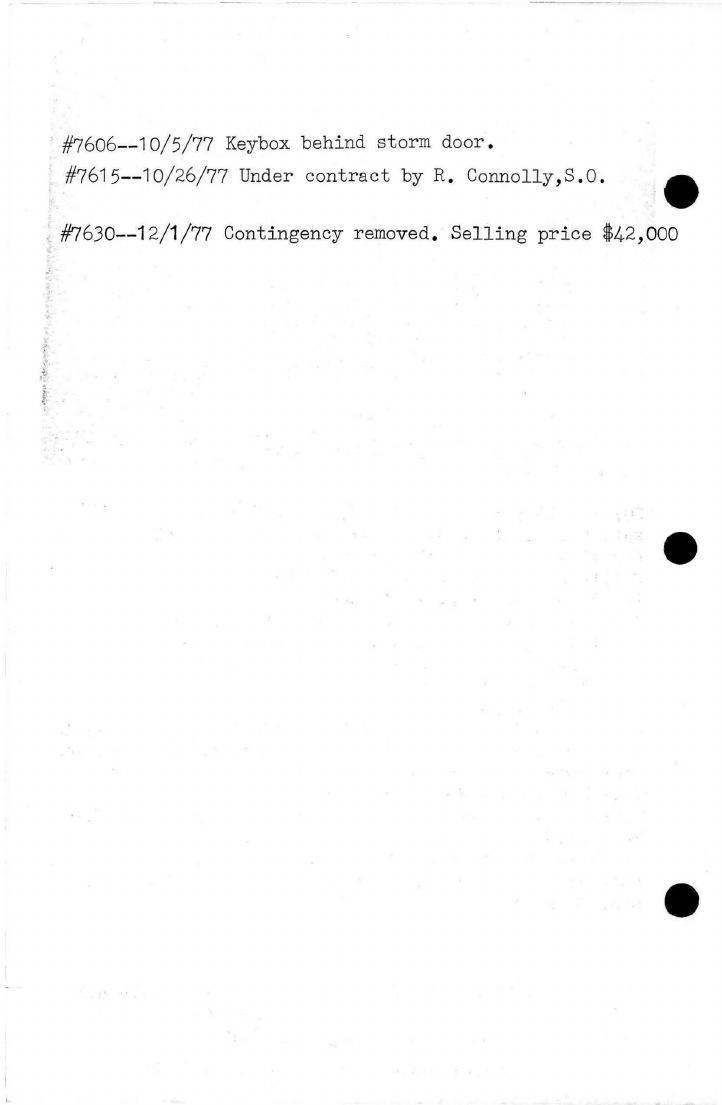 #7606--10/5/77 Keybox behind storm door.
#7615--10/26/77 Under contract by R. Connolly,S.O.
#7630--12/1/77 Contingency removed. Selling price $42,000